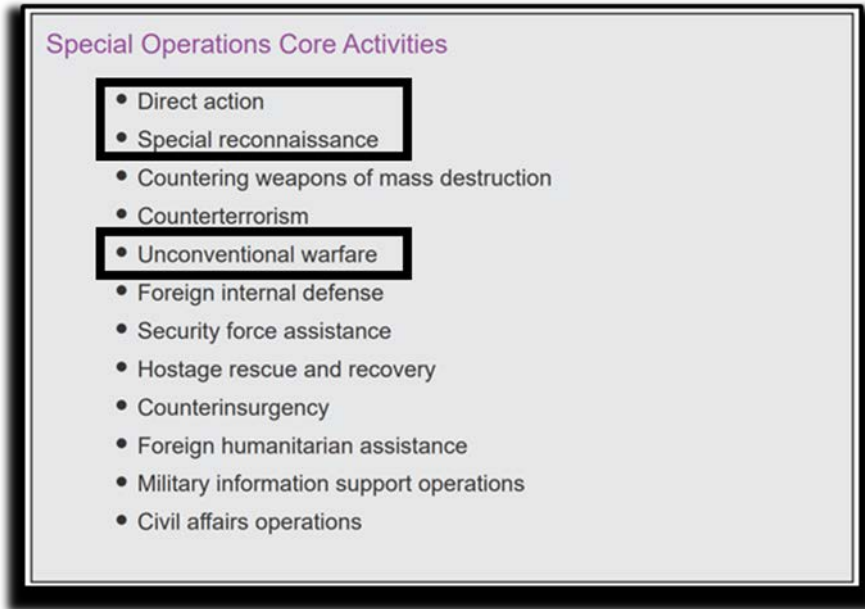 Special Operations Core Activities
• Direct action
• Special reconnaissance
• Countering weapons of mass destruction
• Counterterrorism
• Unconventional warfare
• Foreign internal defense
• Security force assistance
• Hostage rescue and recovery
• Counterinsurgency
• Foreign humanitarian assistance
• Military information support operations
• Civil affairs operations